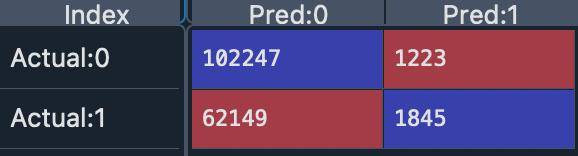 Index Pred:0 Pred:1
Actual:0 102247 1223
Actual:1 62149 1845